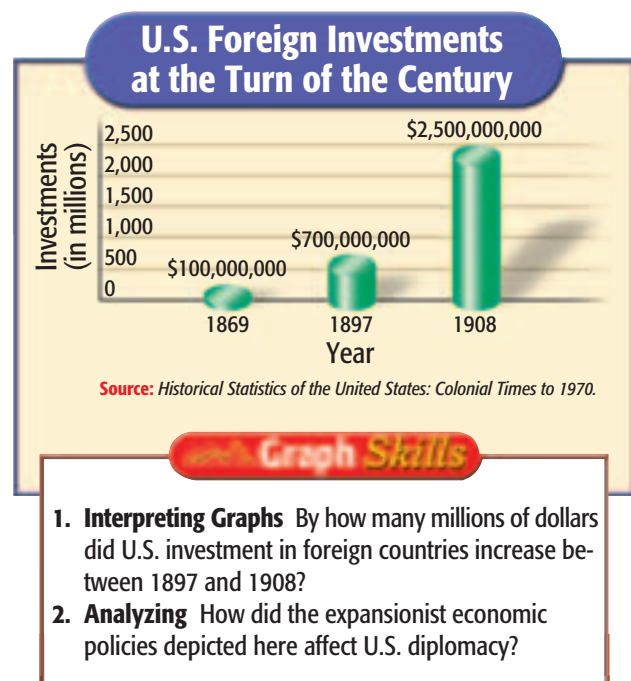 U.S. Foreign Investments
at the Turn of the Century
Investments
(in millions)
2,500
2,000
1,500
1,000
500
0
$100,000,000
$700,000,000
$2,500,000,000
1869
1897
1908
Year
Source: Historical Statistics of the United States: Colonial Times to 1970.
Graph Skills
1. Interpreting Graphs By how many millions of dollars
did U.S. investment in foreign countries increase be-
tween 1897 and 1908?
2. Analyzing How did the expansionist economic
policies depicted here affect U.S. diplomacy?